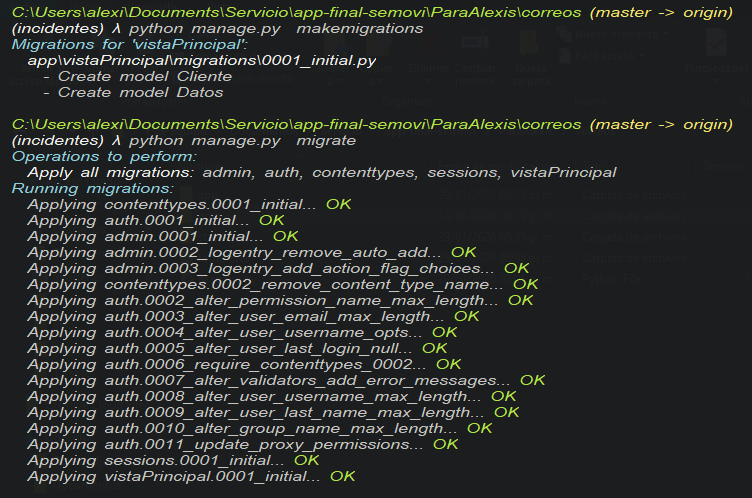 C:\Users\alexi\Documents\Servicio\app-final-semovi\ParaAlexis\correos (master -> origin)
(incidentes) λ python manage.py makemigrations
Migrations for 'vistaPrincipal':
app\vistaPrincipal\migrations\0001_initial.py
- Create model Cliente
- Create model Datos
C:\Users\alexi\Documents\Servicio\app-final-semovi\ParaAlexis\correos (master -> origin)
(incidentes) λ python manage.py migrate
Operations to perform:
Apply all migrations: admin, auth, contenttypes, sessions, vistaPrincipal
Running migrations:
Applying contenttypes.0001_initial... OK
Applying auth.0001_initial... OK
Applying admin.0001_initial... OK
Applying admin.0002_logentry_remove_auto_add... OK
Applying admin.0003_logentry_add_action_flag_choices... OK
Applying contenttypes.0002_remove_content_type_name... OK
Applying auth.0002_alter_permission_name_max_length... OK
Applying auth.0003_alter_user_email_max_length... OK
Applying auth.0004_alter_user_username_opts... OK
Applying auth.0005_alter_user_last_login_null... OK
Applying auth.0006_require_contenttypes_0002... OK
Applying auth.0007_alter_validators_add_error_messages... OK
Applying auth.0008_alter_user_username_max_length... OK
Applying auth.0009_alter_user_last_name_max_length... OK
Applying auth.0010_alter_group_name_max_length... OK
Applying auth.0011_update_proxy_permissions... OK
Applying sessions.0001_initial... OK
Applying vistaPrincipal.0001_initial... OK